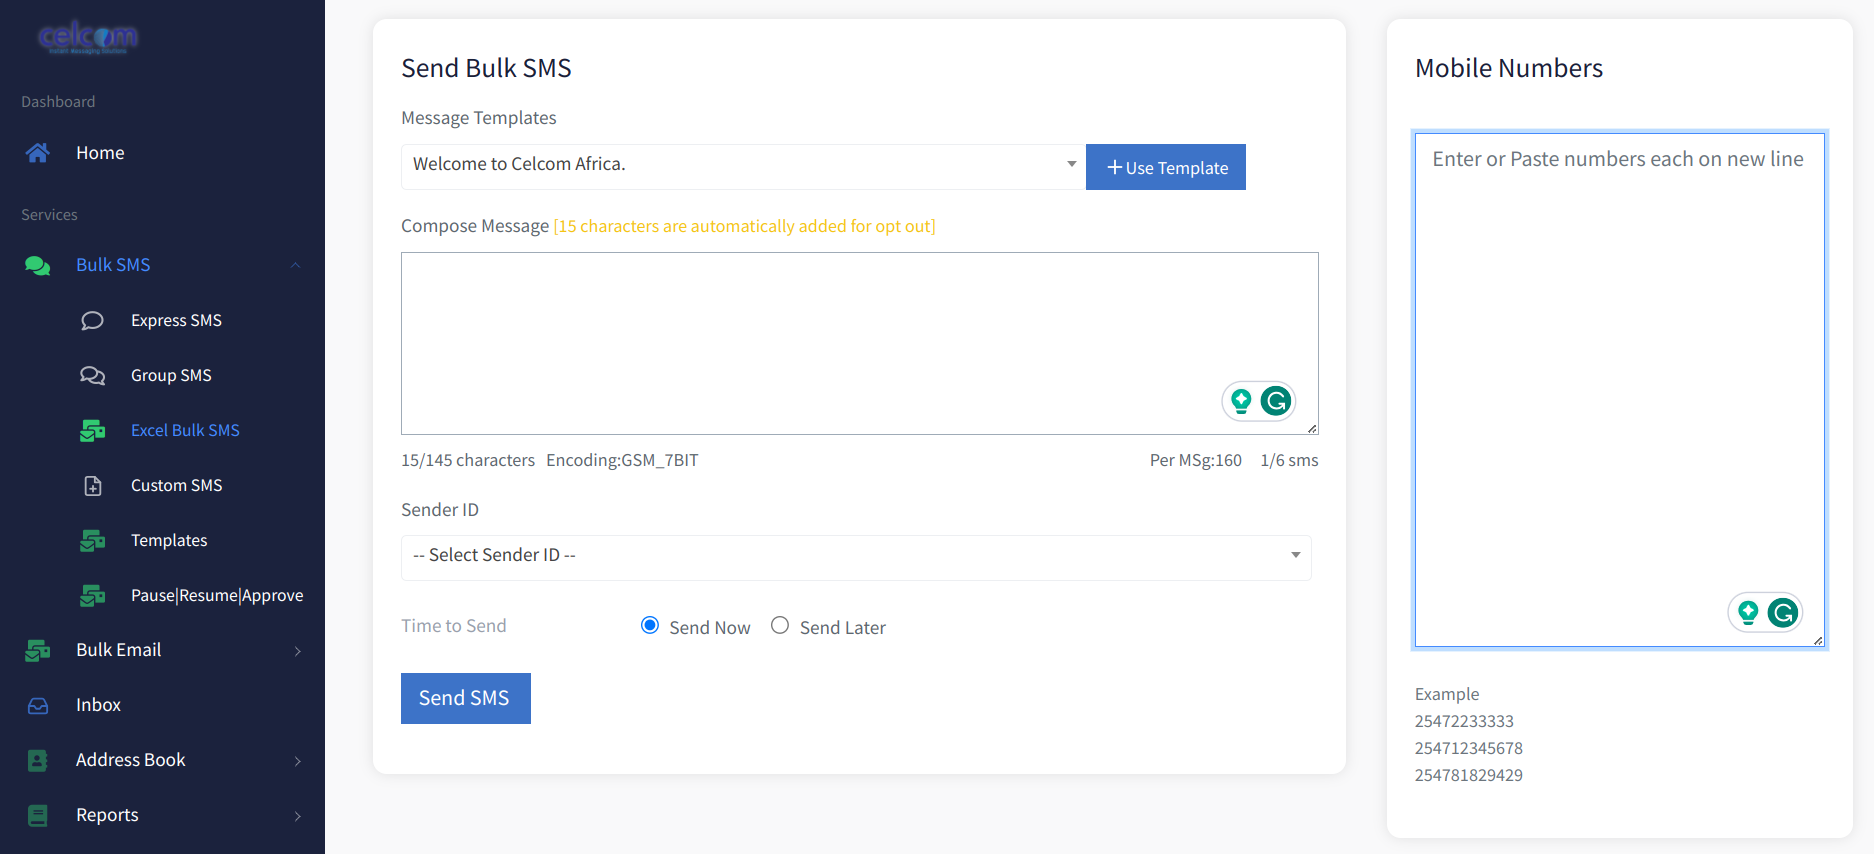 celcom
Instant Messaging Solutions
Dashboard
Home
Services
Bulk SMS
Express SMS
Group SMS
Excel Bulk SMS
Custom SMS
Templates
Pause|Resume|Approve
Bulk Email
Inbox
Address Book
Reports
Send Bulk SMS
Message Templates
Welcome to Celcom Africa.
+Use Template
Compose Message [15 characters are automatically added for opt out]
15/145 characters Encoding:GSM_7BIT Per MSg:160 1/6 sms
Sender ID
-- Select Sender ID --
Time to Send Send Now Send Later
Send SMS
Mobile Numbers
Enter or Paste numbers each on new line
Example
25472233333
254712345678
254781829429